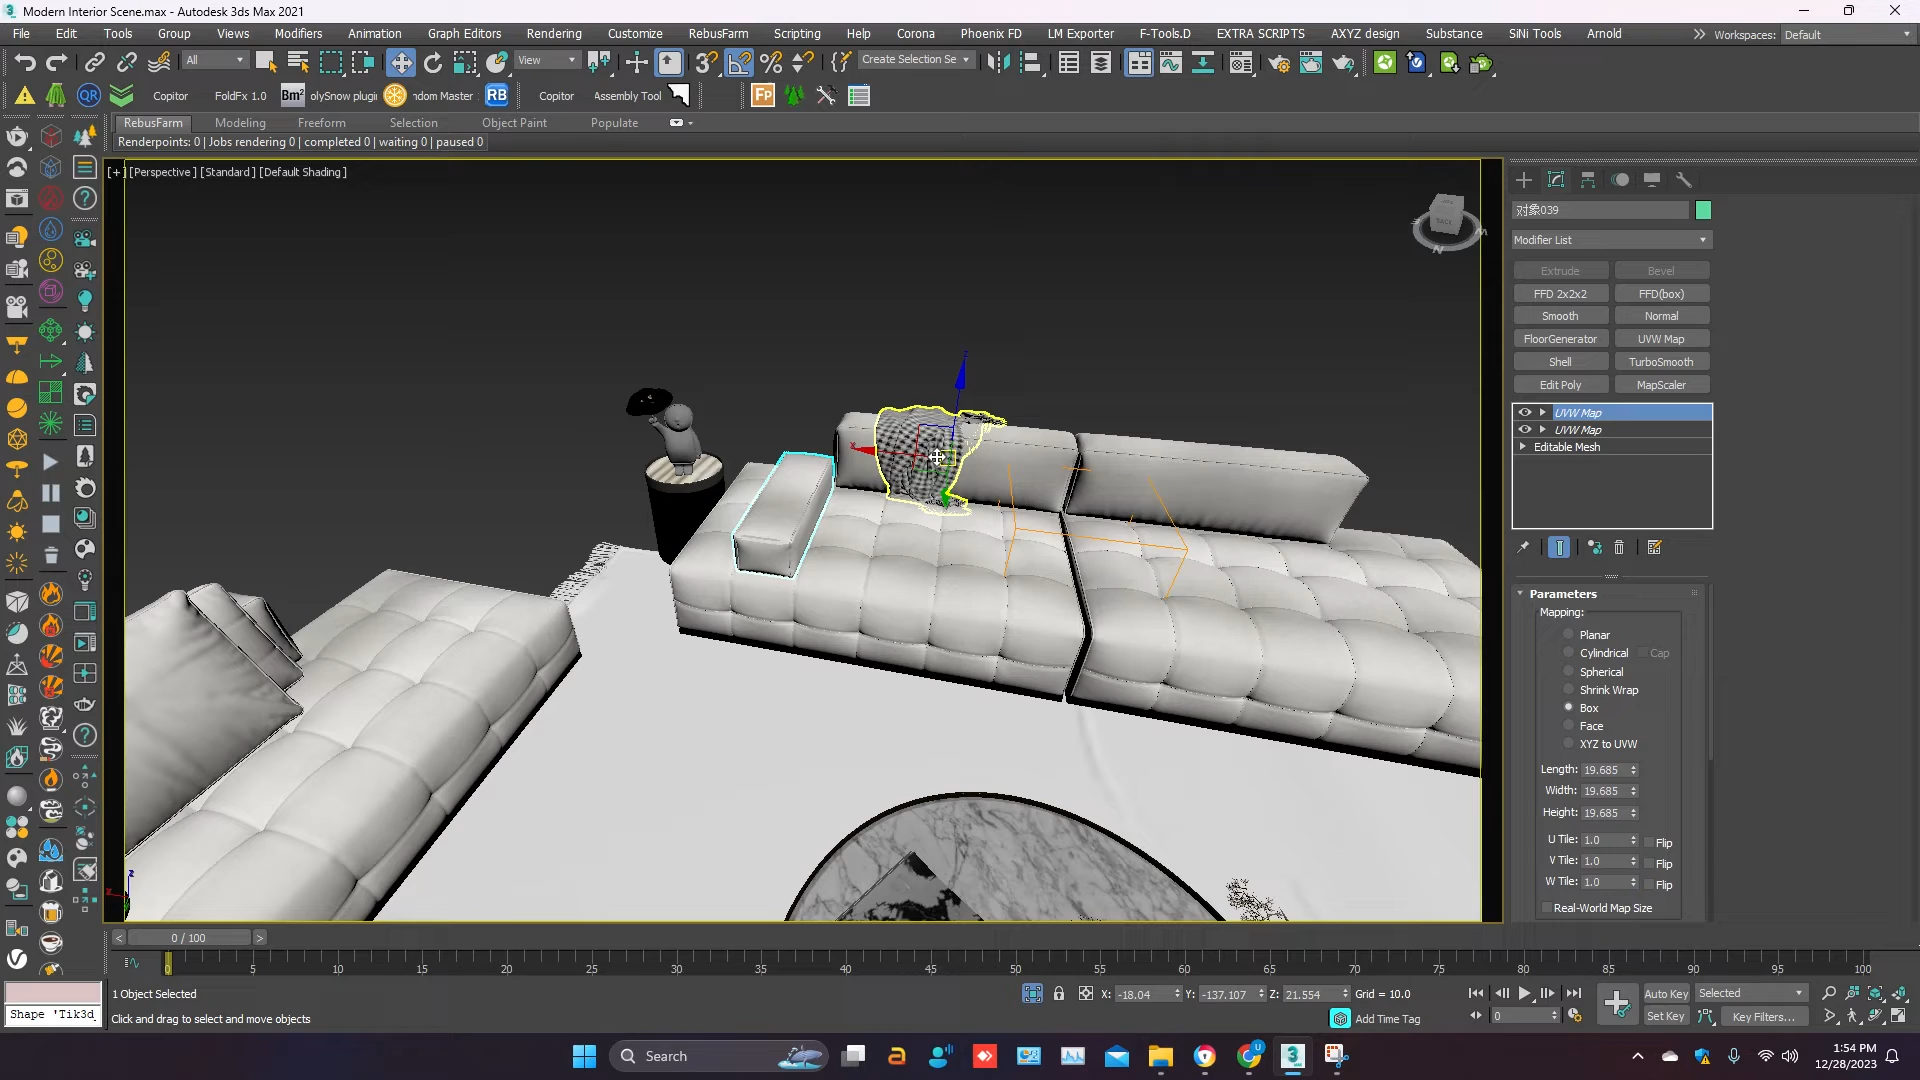 Modern Interior Scene.max - Autodesk 3ds Max 2021
File Edit Tools Group Views Modifiers Animation Graph Editors Rendering Customize RebusFarm Scripting Help Corona Phoenix FD LM Exporter F-Tools.D EXTRA SCRIPTS AXYZ design Substance SiNi Tools Arnold Workspaces: Default
All View Create Selection Se
QR Copitor FoldFx 1.0 Bm² olySnow plugi ndom Master RB Copitor Assembly Tool Fp
RebusFarm Modeling Freeform Selection Object Paint Populate
Renderpoints: 0 | Jobs rendering 0 | completed 0 | waiting 0 | paused 0
[+] [Perspective] [Standard] [Default Shading]
对象039
Modifier List
Extrude Bevel
FFD 2x2x2 FFD(box)
Smooth Normal
FloorGenerator UVW Map
Shell TurboSmooth
Edit Poly MapScaler
UVW Map
UVW Map
Editable Mesh
Parameters
Mapping:
Planar
Cylindrical Cap
Spherical
Shrink Wrap
Box
Face
XYZ to UVW
Length: 19.685
Width: 19.685
Height: 19.685
U Tile: 1.0 Flip
V Tile: 1.0 Flip
W Tile: 1.0 Flip
Real-World Map Size
BACK
N
z
x
z
x
< 0 / 100 >
0 5 10 15 20 25 30 35 40 45 50 55 60 65 70 75 80 85 90 95 100
1 Object Selected X: -18.04 Y: -137.107 Z: 21.554 Grid = 10.0 Auto Key Selected
Shape 'Tik3d_ Click and drag to select and move objects Add Time Tag 0 Set Key Key Filters...
Search
1:54 PM
12/28/2023